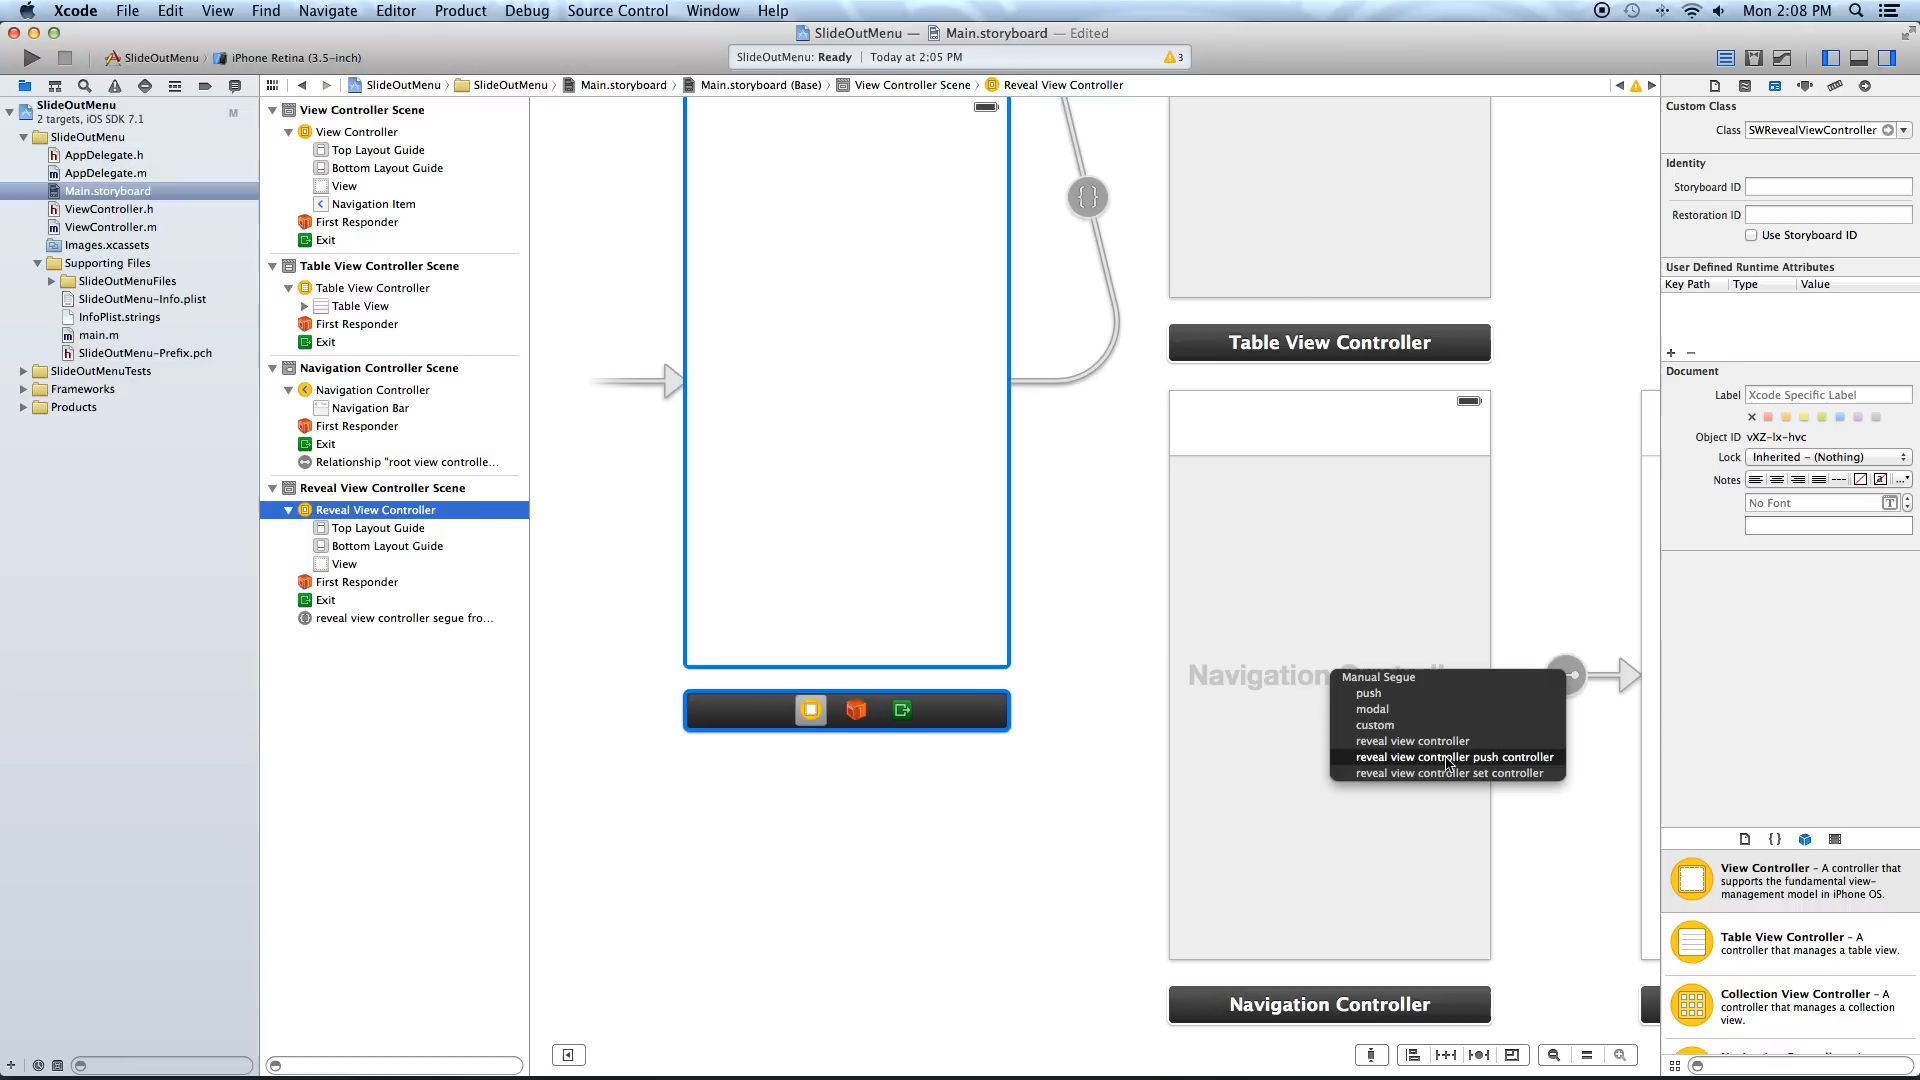 Xcode File Edit View Find Navigate Editor Product Debug Source Control Window Help Mon 2:08 PM
SlideOutMenu — Main.storyboard — Edited
SlideOutMenu iPhone Retina (3.5-inch)
SlideOutMenu: Ready Today at 2:05 PM 3
SlideOutMenu SlideOutMenu Main.storyboard Main.storyboard (Base) View Controller Scene Reveal View Controller
SlideOutMenu
2 targets, iOS SDK 7.1 M
SlideOutMenu
AppDelegate.h
AppDelegate.m
Main.storyboard
ViewController.h
ViewController.m
Images.xcassets
Supporting Files
SlideOutMenuFiles
SlideOutMenu-Info.plist
InfoPlist.strings
main.m
SlideOutMenu-Prefix.pch
SlideOutMenuTests
Frameworks
Products
View Controller Scene
View Controller
Top Layout Guide
Bottom Layout Guide
View
Navigation Item
First Responder
Exit
Table View Controller Scene
Table View Controller
Table View
First Responder
Exit
Navigation Controller Scene
Navigation Controller
Navigation Bar
First Responder
Exit
Relationship "root view controlle...
Reveal View Controller Scene
Reveal View Controller
Top Layout Guide
Bottom Layout Guide
View
First Responder
Exit
reveal view controller segue fro...
Table View Controller
Navigation
Manual Segue
push
modal
custom
reveal view controller
reveal view controller push controller
reveal view controller set controller
Navigation Controller
Custom Class
Class SWRevealViewController
Identity
Storyboard ID
Restoration ID
Use Storyboard ID
User Defined Runtime Attributes
Key Path Type Value
Document
Label Xcode Specific Label
Object ID vXZ-lx-hvc
Lock Inherited - (Nothing)
Notes
No Font
View Controller - A controller that
supports the fundamental view-
management model in iPhone OS.
Table View Controller - A
controller that manages a table view.
Collection View Controller - A
controller that manages a collection
view.